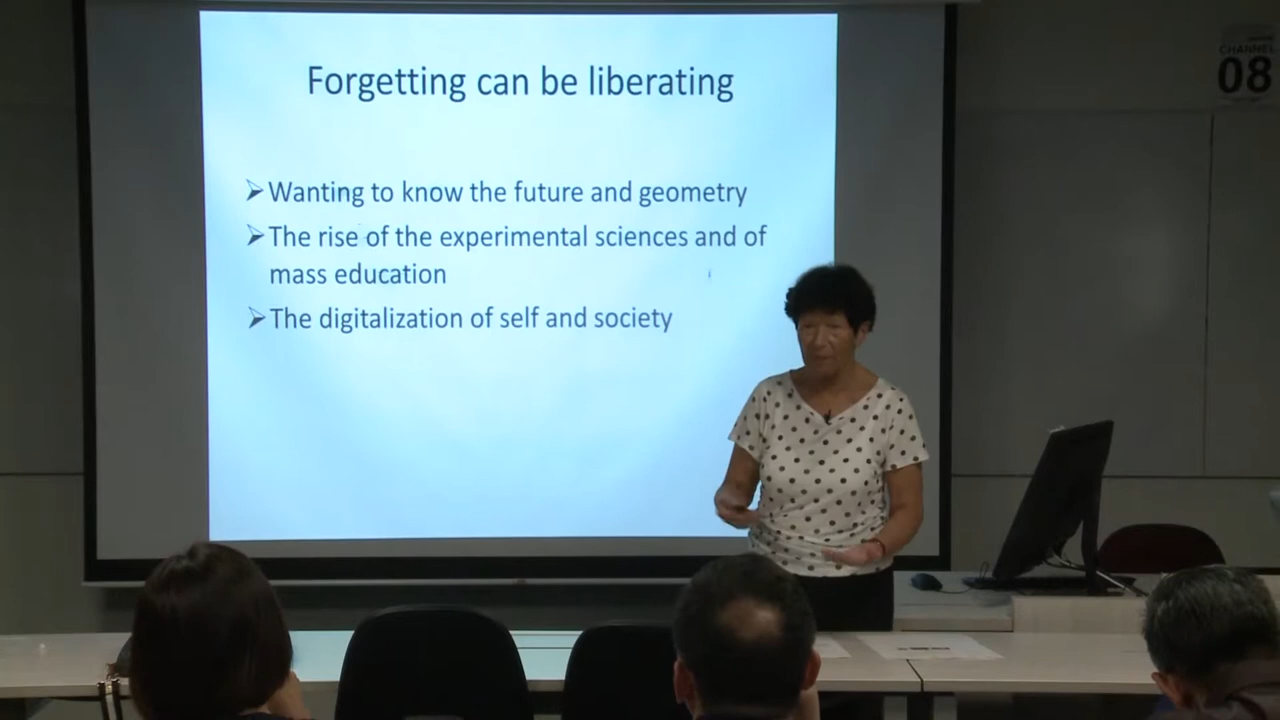 Forgetting can be liberating
➢Wanting to know the future and geometry
➢The rise of the experimental sciences and of
mass education
➢The digitalization of self and society
CHANNEL
08